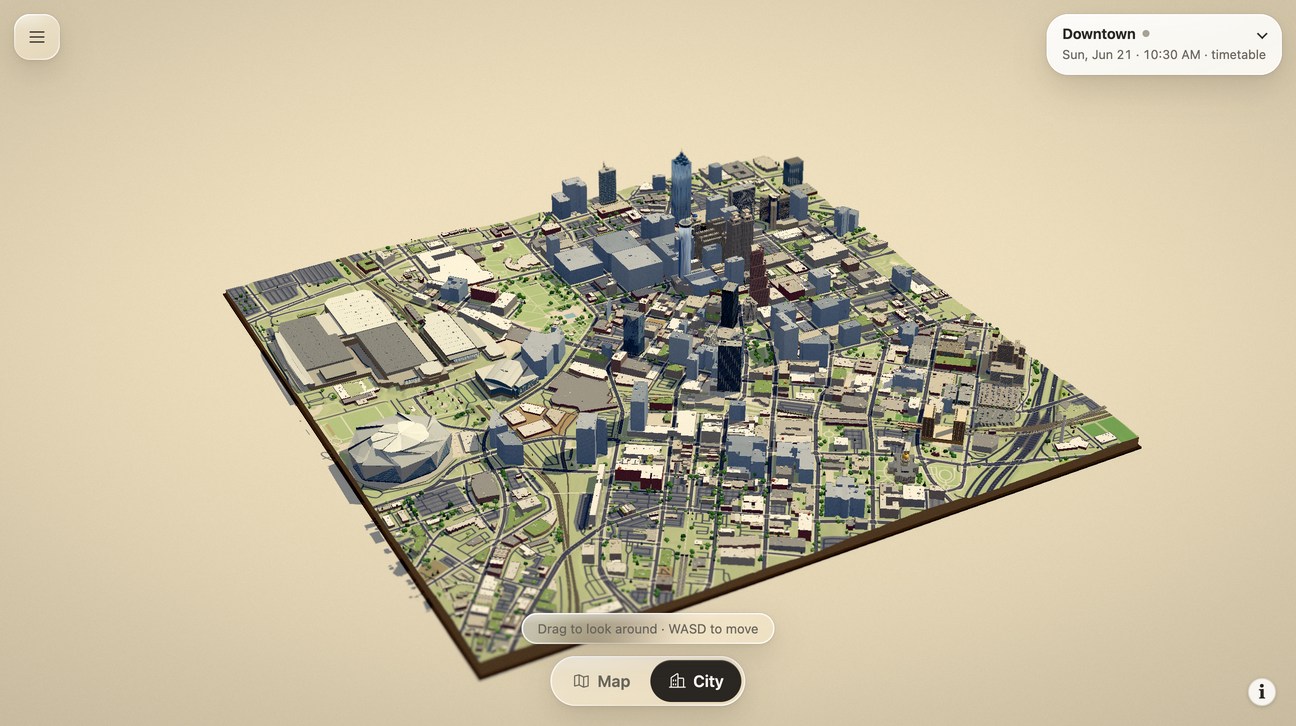 Downtown
Sun, Jun 21 · 10:30 AM · timetable
Drag to look around · WASD to move
Map
City
i